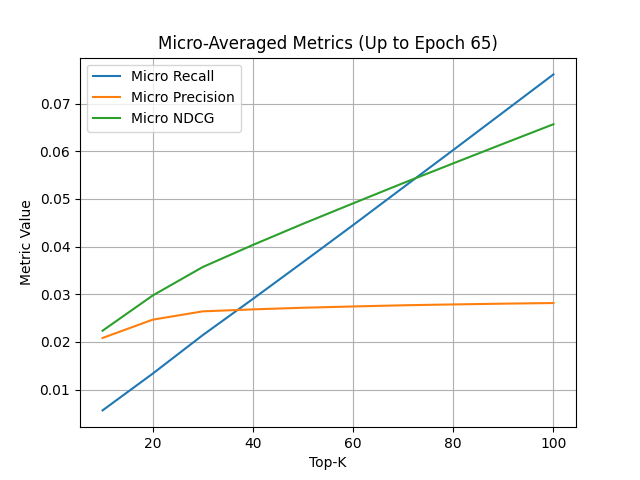 Micro-Averaged Metrics (Up to Epoch 65)
Micro Recall
Micro Precision
Micro NDCG
Metric Value
0.07
0.06
0.05
0.04
0.03
0.02
0.01
20 40 60 80 100
Top-K